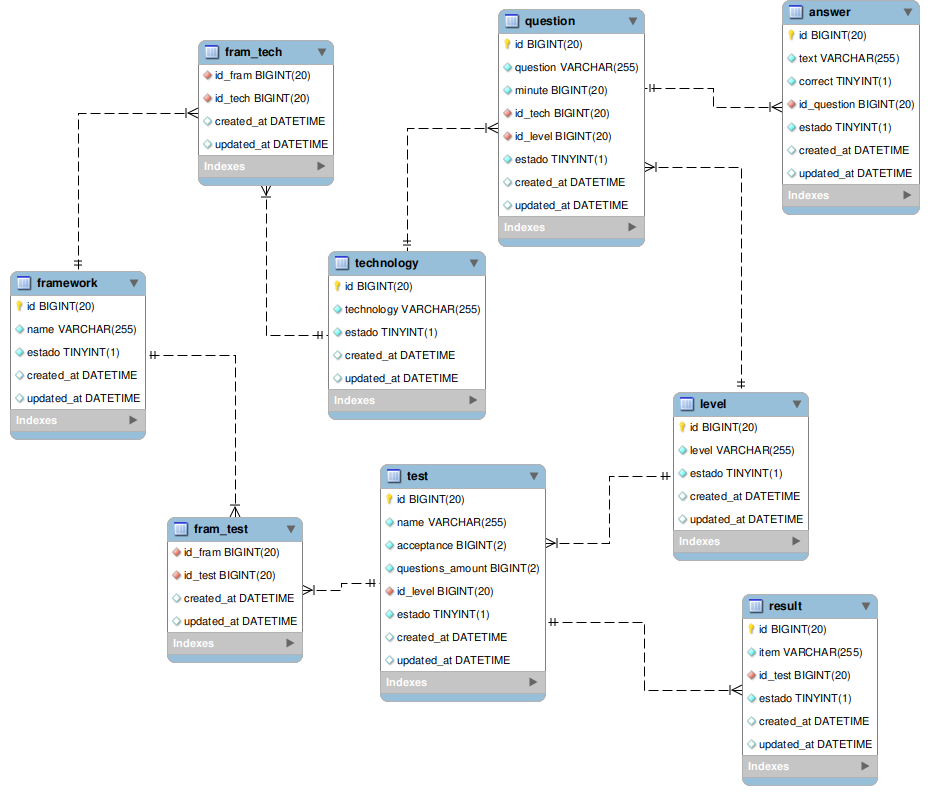 fram_tech
id_fram BIGINT(20)
id_tech BIGINT(20)
created_at DATETIME
updated_at DATETIME
Indexes
question
id BIGINT(20)
question VARCHAR(255)
minute BIGINT(20)
id_tech BIGINT(20)
id_level BIGINT(20)
estado TINYINT(1)
created_at DATETIME
updated_at DATETIME
Indexes
answer
id BIGINT(20)
text VARCHAR(255)
correct TINYINT(1)
id_question BIGINT(20)
estado TINYINT(1)
created_at DATETIME
updated_at DATETIME
Indexes
framework
id BIGINT(20)
name VARCHAR(255)
estado TINYINT(1)
created_at DATETIME
updated_at DATETIME
Indexes
technology
id BIGINT(20)
technology VARCHAR(255)
estado TINYINT(1)
created_at DATETIME
updated_at DATETIME
Indexes
level
id BIGINT(20)
level VARCHAR(255)
estado TINYINT(1)
created_at DATETIME
updated_at DATETIME
Indexes
fram_test
id_fram BIGINT(20)
id_test BIGINT(20)
created_at DATETIME
updated_at DATETIME
Indexes
test
id BIGINT(20)
name VARCHAR(255)
acceptance BIGINT(2)
questions_amount BIGINT(2)
id_level BIGINT(20)
estado TINYINT(1)
created_at DATETIME
updated_at DATETIME
Indexes
result
id BIGINT(20)
item VARCHAR(255)
id_test BIGINT(20)
estado TINYINT(1)
created_at DATETIME
updated_at DATETIME
Indexes